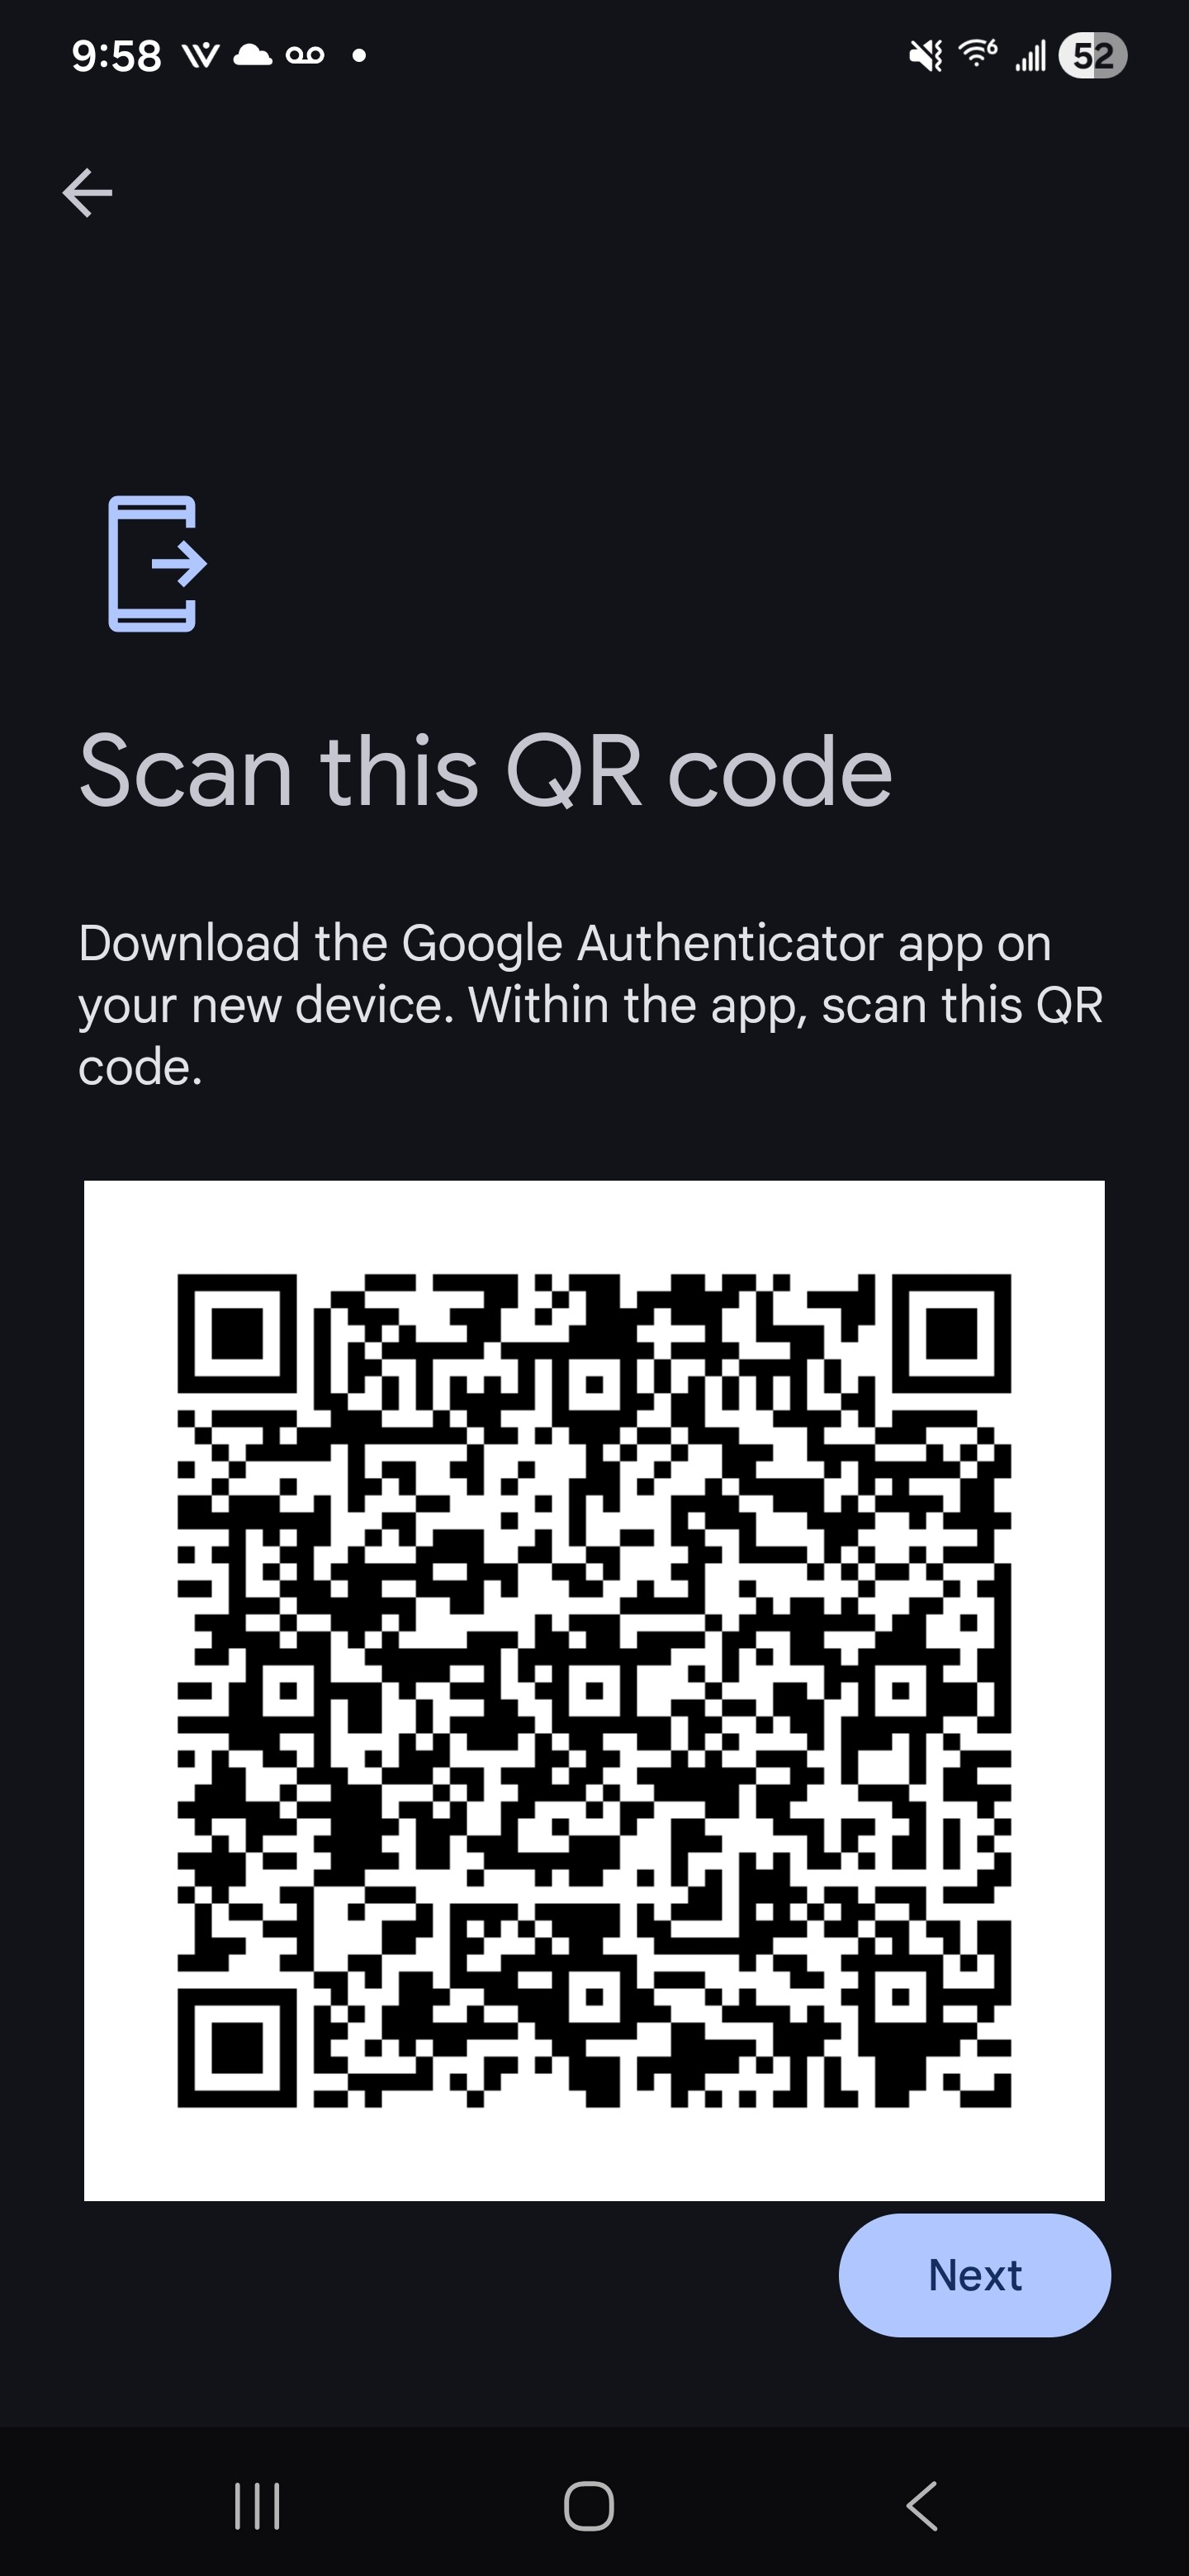 9:58
6
52
Scan this QR code
Download the Google Authenticator app on
your new device. Within the app, scan this QR
code.
Next